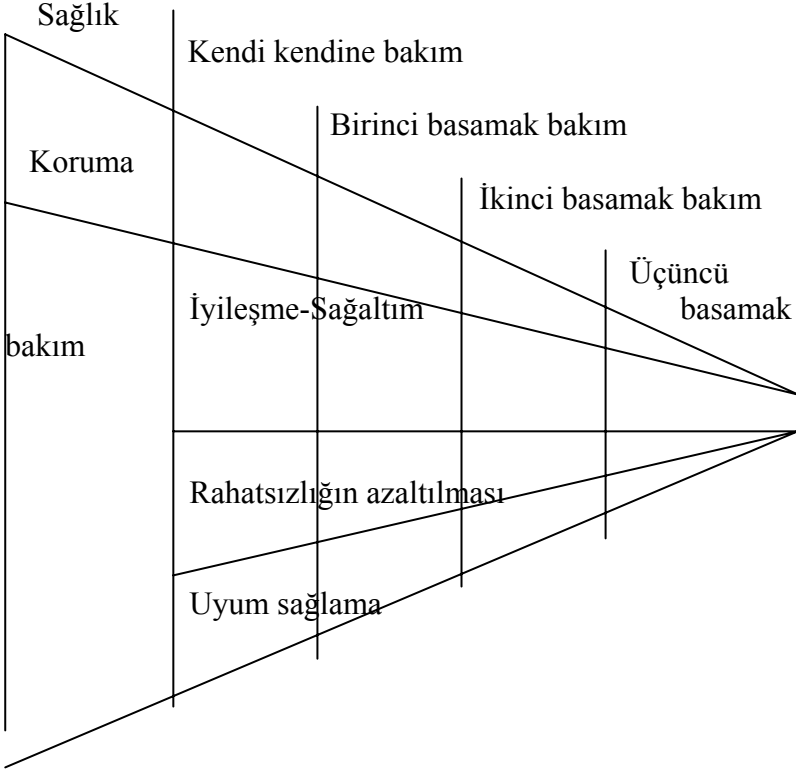 Sağlık
Kendi kendine bakım
Birinci basamak bakım
Koruma
İkinci basamak bakım
Üçüncü
basamak
İyileşme-Sağaltım
bakım
Rahatsızlığın azaltılması
Uyum sağlama